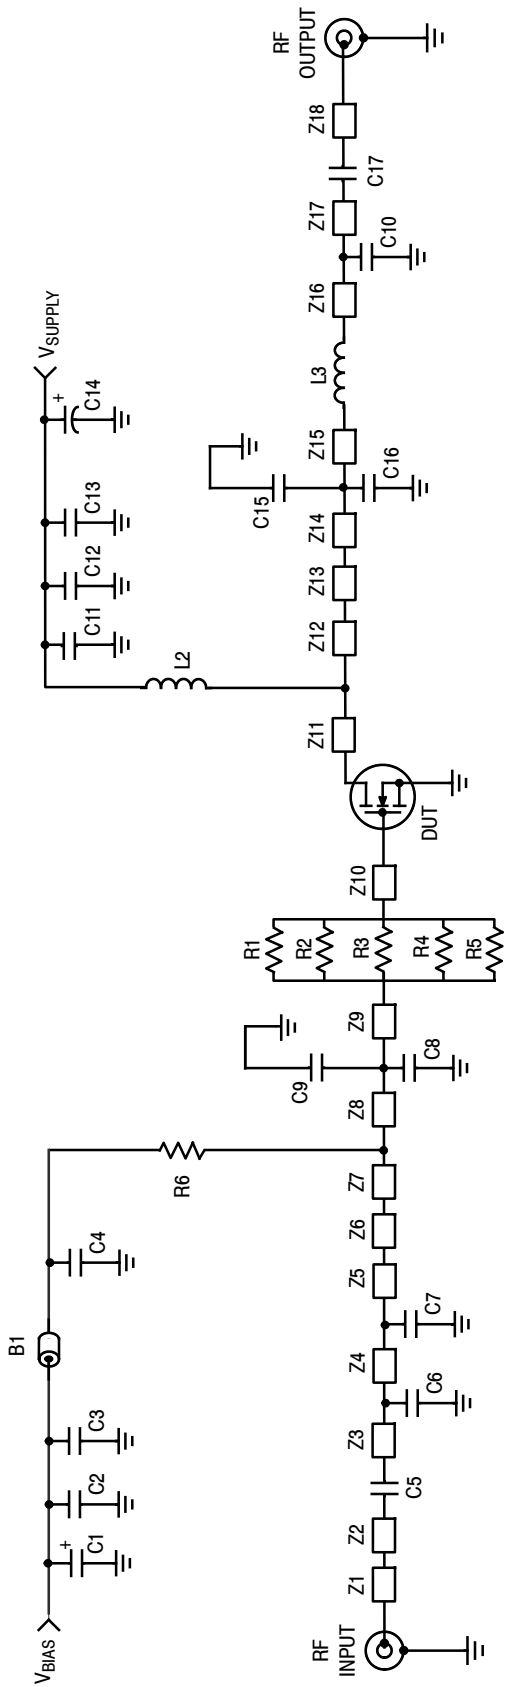 V_BIAS
+
C1
C2
C3
B1
C4
R6
C9
C8
R1
R2
R3
R4
R5
RF
INPUT
Z1
Z2
C5
Z3
C6
Z4
C7
Z5
Z6
Z7
Z8
Z9
Z10
DUT
Z11
L2
C11
C12
C13
+
C14
V_SUPPLY
Z12
Z13
Z14
C15
C16
Z15
L3
Z16
C10
Z17
C17
Z18
RF
OUTPUT